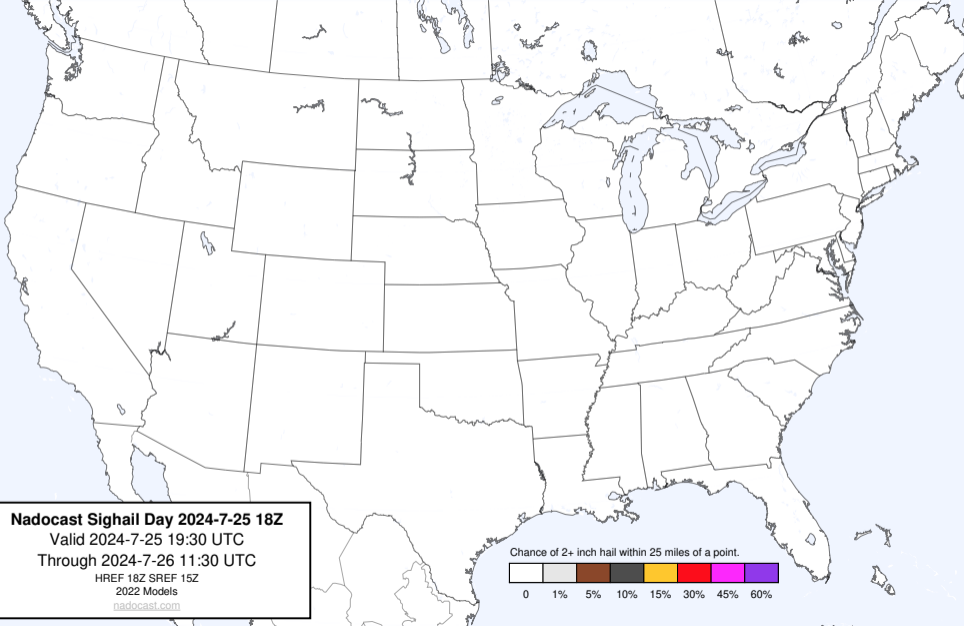 Nadocast Sighail Day 2024-7-25 18Z
Valid 2024-7-25 19:30 UTC
Through 2024-7-26 11:30 UTC
HREF 18Z SREF 15Z
2022 Models
nadocast.com
Chance of 2+ inch hail within 25 miles of a point.
0 1% 5% 10% 15% 30% 45% 60%